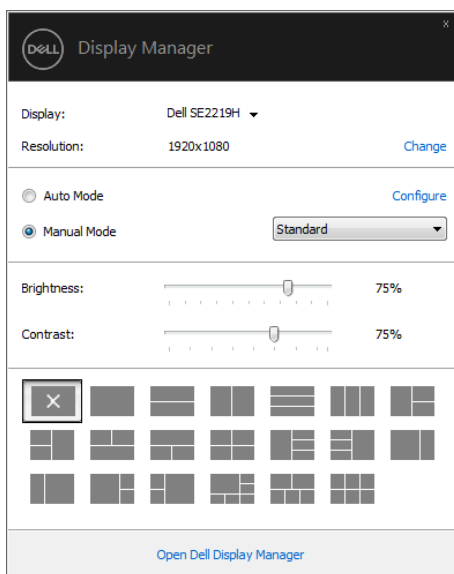 x
DELL Display Manager
Display: Dell SE2219H
Resolution: 1920x1080 Change
Auto Mode Configure
Manual Mode Standard
Brightness: 75%
Contrast: 75%
Open Dell Display Manager